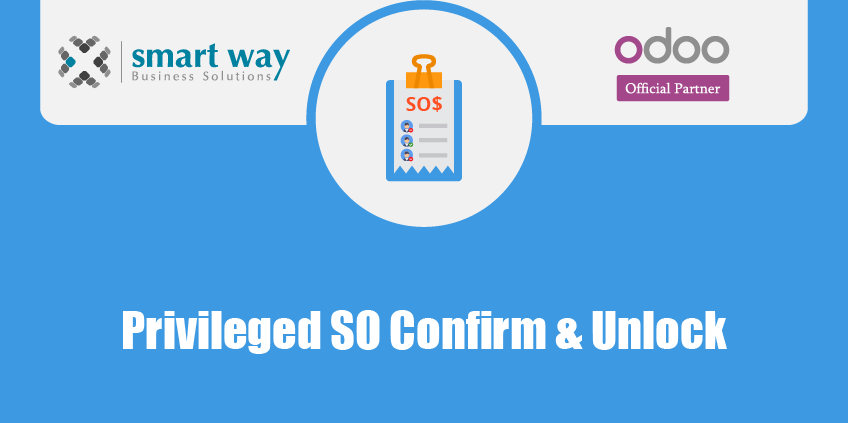 smart way
Business Solutions
odoo
Official Partner
SO$
Privileged SO Confirm & Unlock